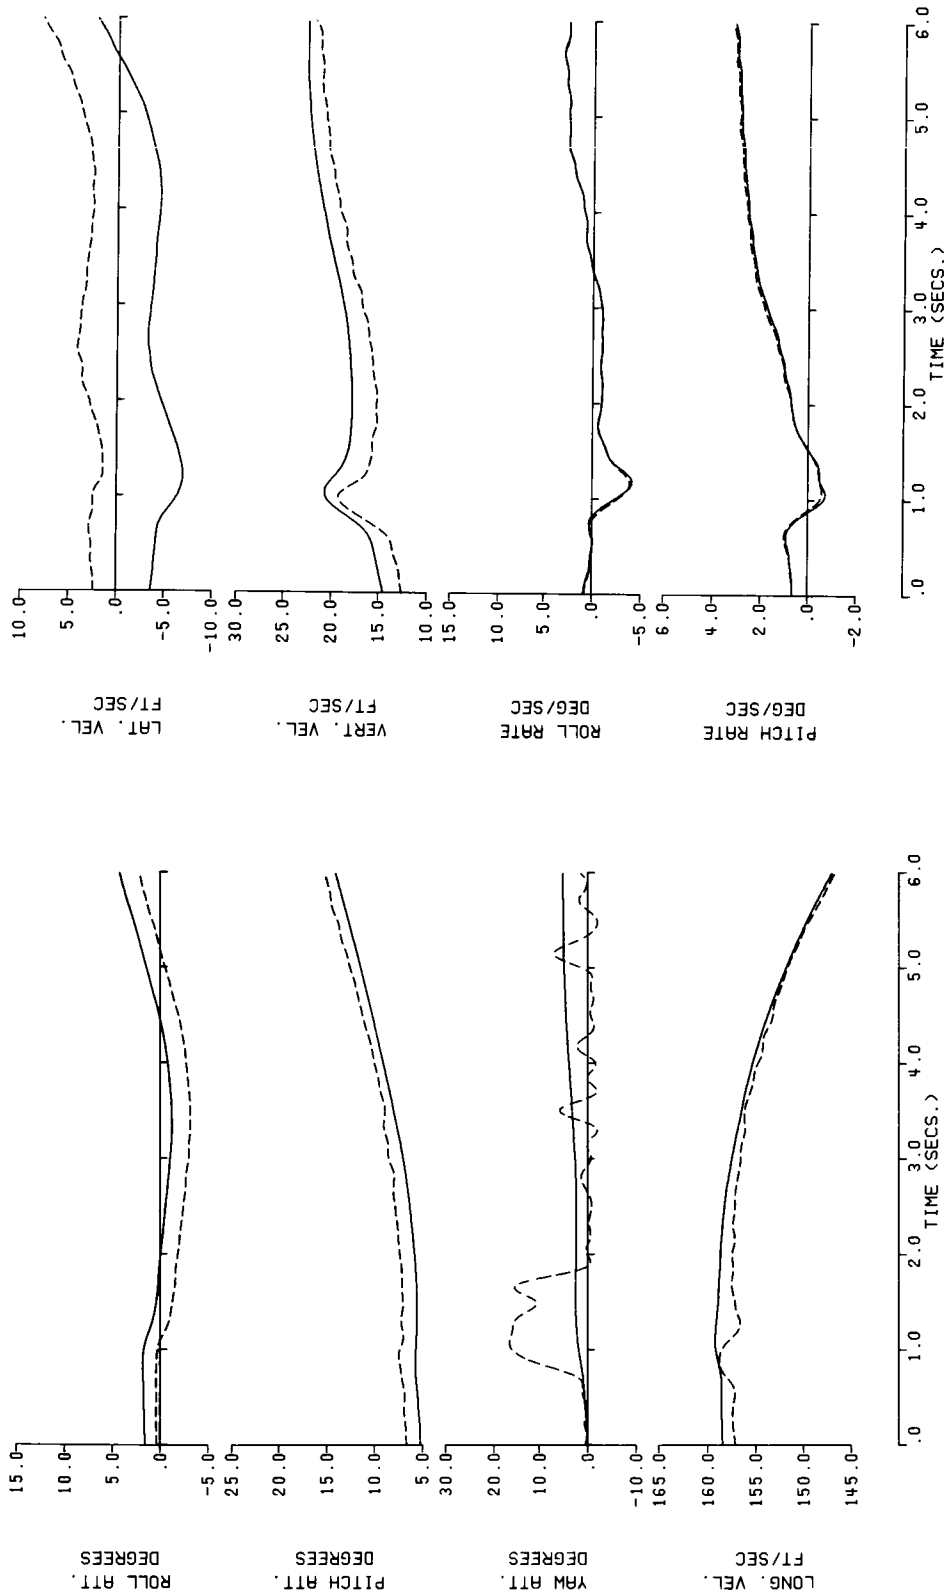 ROLL ATT.
DEGREES
15.0
10.0
5.0
.0
-5.0
PITCH ATT.
DEGREES
25.0
20.0
15.0
10.0
5.0
YAW ATT.
DEGREES
30.0
20.0
10.0
.0
-10.0
LONG. VEL.
FT/SEC
165.0
160.0
155.0
150.0
145.0
.0 1.0 2.0 3.0 4.0 5.0 6.0
TIME (SECS.)
LAT. VEL.
FT/SEC
10.0
5.0
.0
-5.0
-10.0
VERT. VEL.
FT/SEC
30.0
25.0
20.0
15.0
10.0
ROLL RATE
DEG/SEC
15.0
10.0
5.0
.0
-5.0
PITCH RATE
DEG/SEC
6.0
4.0
2.0
.0
-2.0
.0 1.0 2.0 3.0 4.0 5.0 6.0
TIME (SECS.)